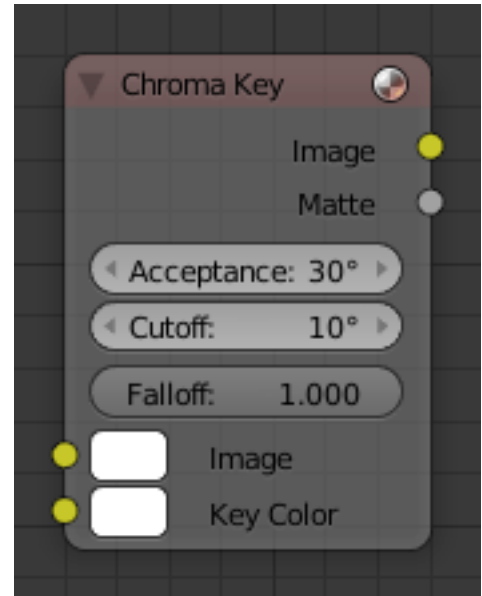 Chroma Key
Image
Matte
Acceptance: 30°
Cutoff: 10°
Falloff: 1.000
Image
Key Color